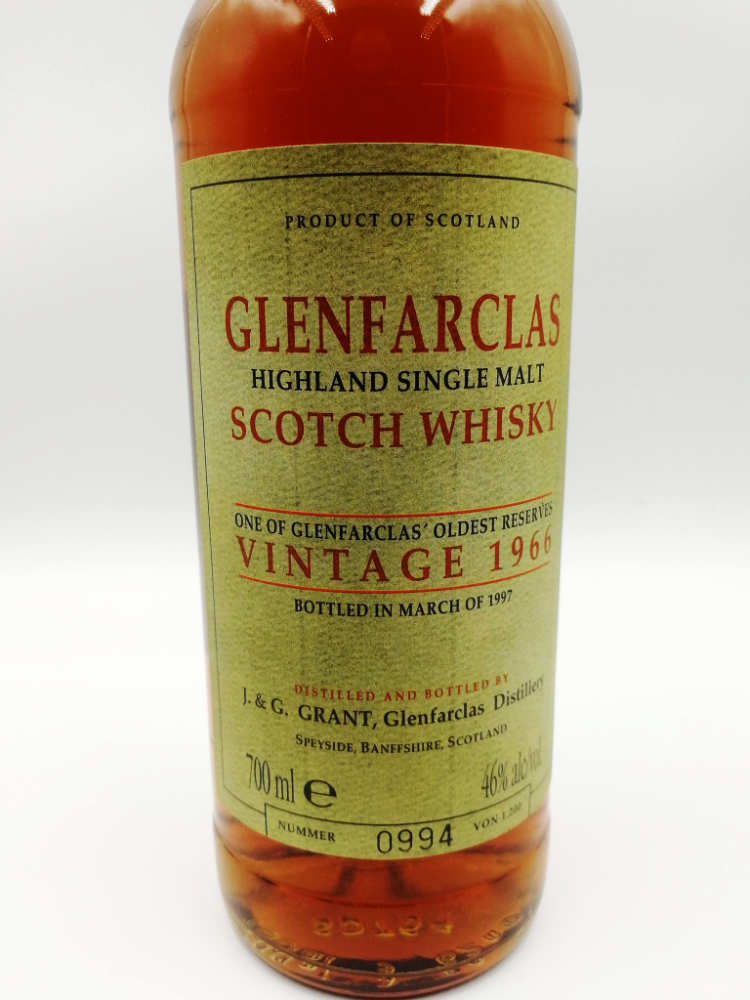 PRODUCT OF SCOTLAND
GLENFARCLAS
HIGHLAND SINGLE MALT
SCOTCH WHISKY
ONE OF GLENFARCLAS´ OLDEST RESERVES
VINTAGE 1966
BOTTLED IN MARCH OF 1997
DISTILLED AND BOTTLED BY
J. & G. GRANT, Glenfarclas Distillery
SPEYSIDE, BANFFSHIRE, SCOTLAND
700 ml e 46% alc/vol.
NUMMER 0994 VON 1.200